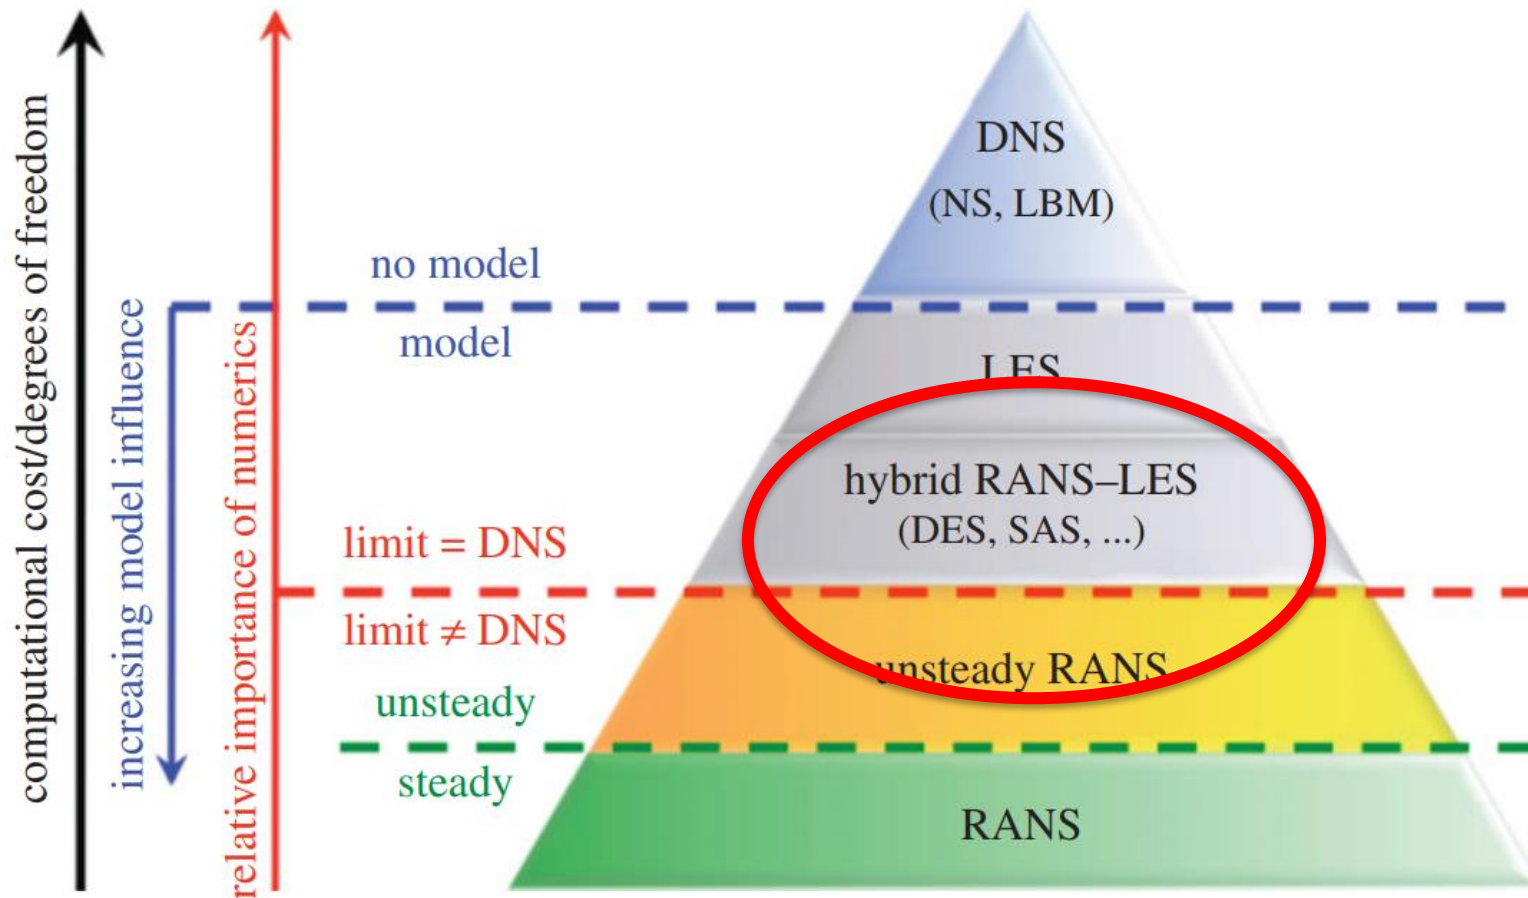 computational cost/degrees of freedom
increasing model influence
relative importance of numerics
DNS
(NS, LBM)
no model
model
LES
hybrid RANS–LES
(DES, SAS, ...)
limit = DNS
limit ≠ DNS
unsteady RANS
unsteady
steady
RANS